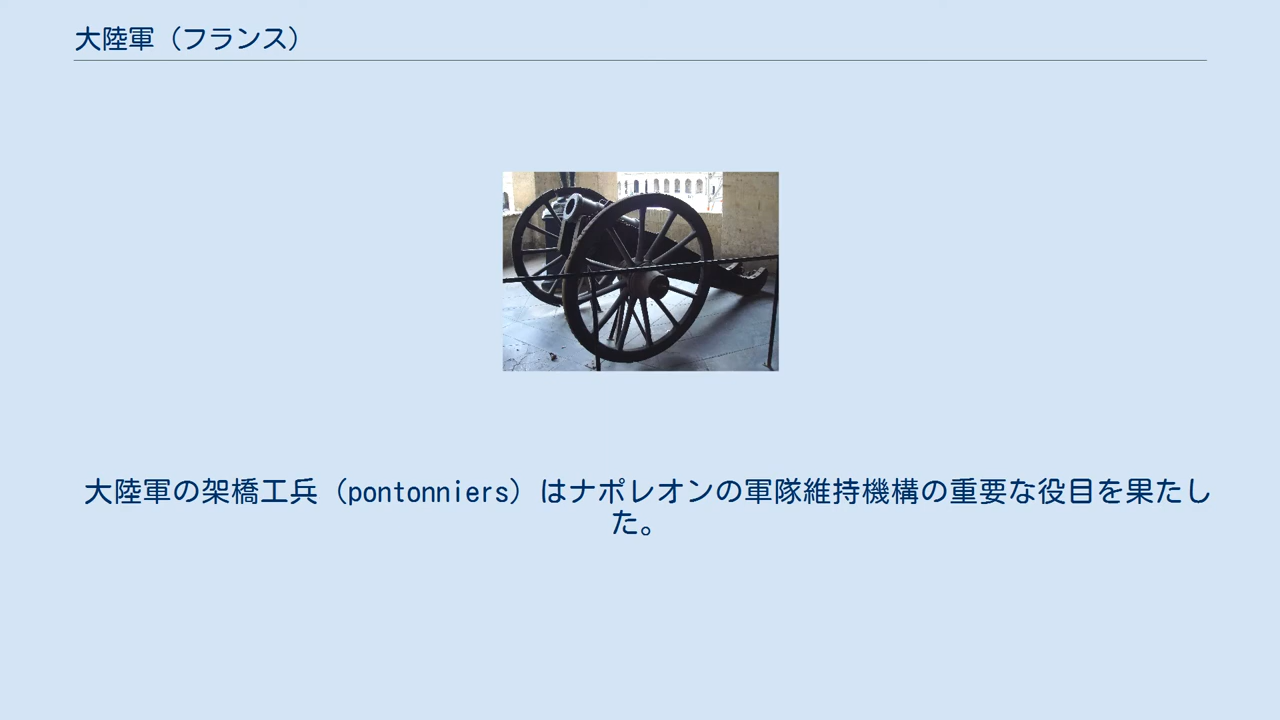 大陸軍（フランス）
大陸軍の架橋工兵（pontonniers）はナポレオンの軍隊維持機構の重要な役目を果たし
た。